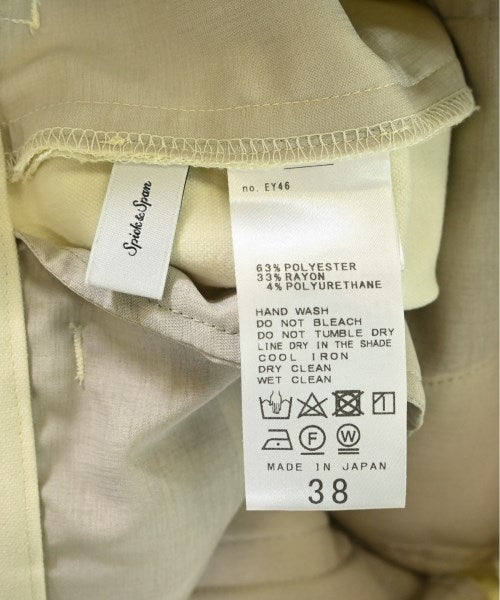 Spick & Span
no. EY46
63% POLYESTER
33% RAYON
4% POLYURETHANE
HAND WASH
DO NOT BLEACH
DO NOT TUMBLE DRY
LINE DRY IN THE SHADE
COOL IRON
DRY CLEAN
WET CLEAN
F W
MADE IN JAPAN
38